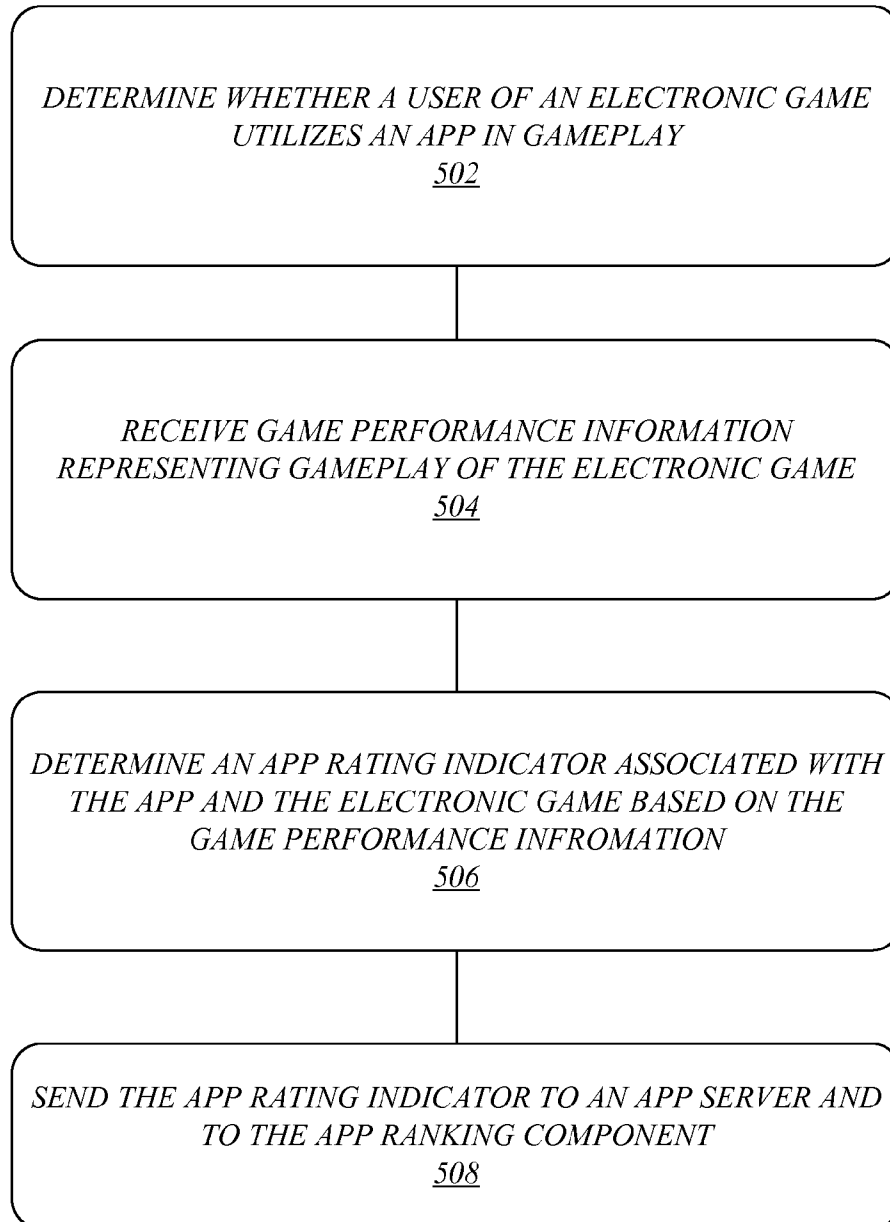 DETERMINE WHETHER A USER OF AN ELECTRONIC GAME
UTILIZES AN APP IN GAMEPLAY
502
RECEIVE GAME PERFORMANCE INFORMATION
REPRESENTING GAMEPLAY OF THE ELECTRONIC GAME
504
DETERMINE AN APP RATING INDICATOR ASSOCIATED WITH
THE APP AND THE ELECTRONIC GAME BASED ON THE
GAME PERFORMANCE INFROMATION
506
SEND THE APP RATING INDICATOR TO AN APP SERVER AND
TO THE APP RANKING COMPONENT
508